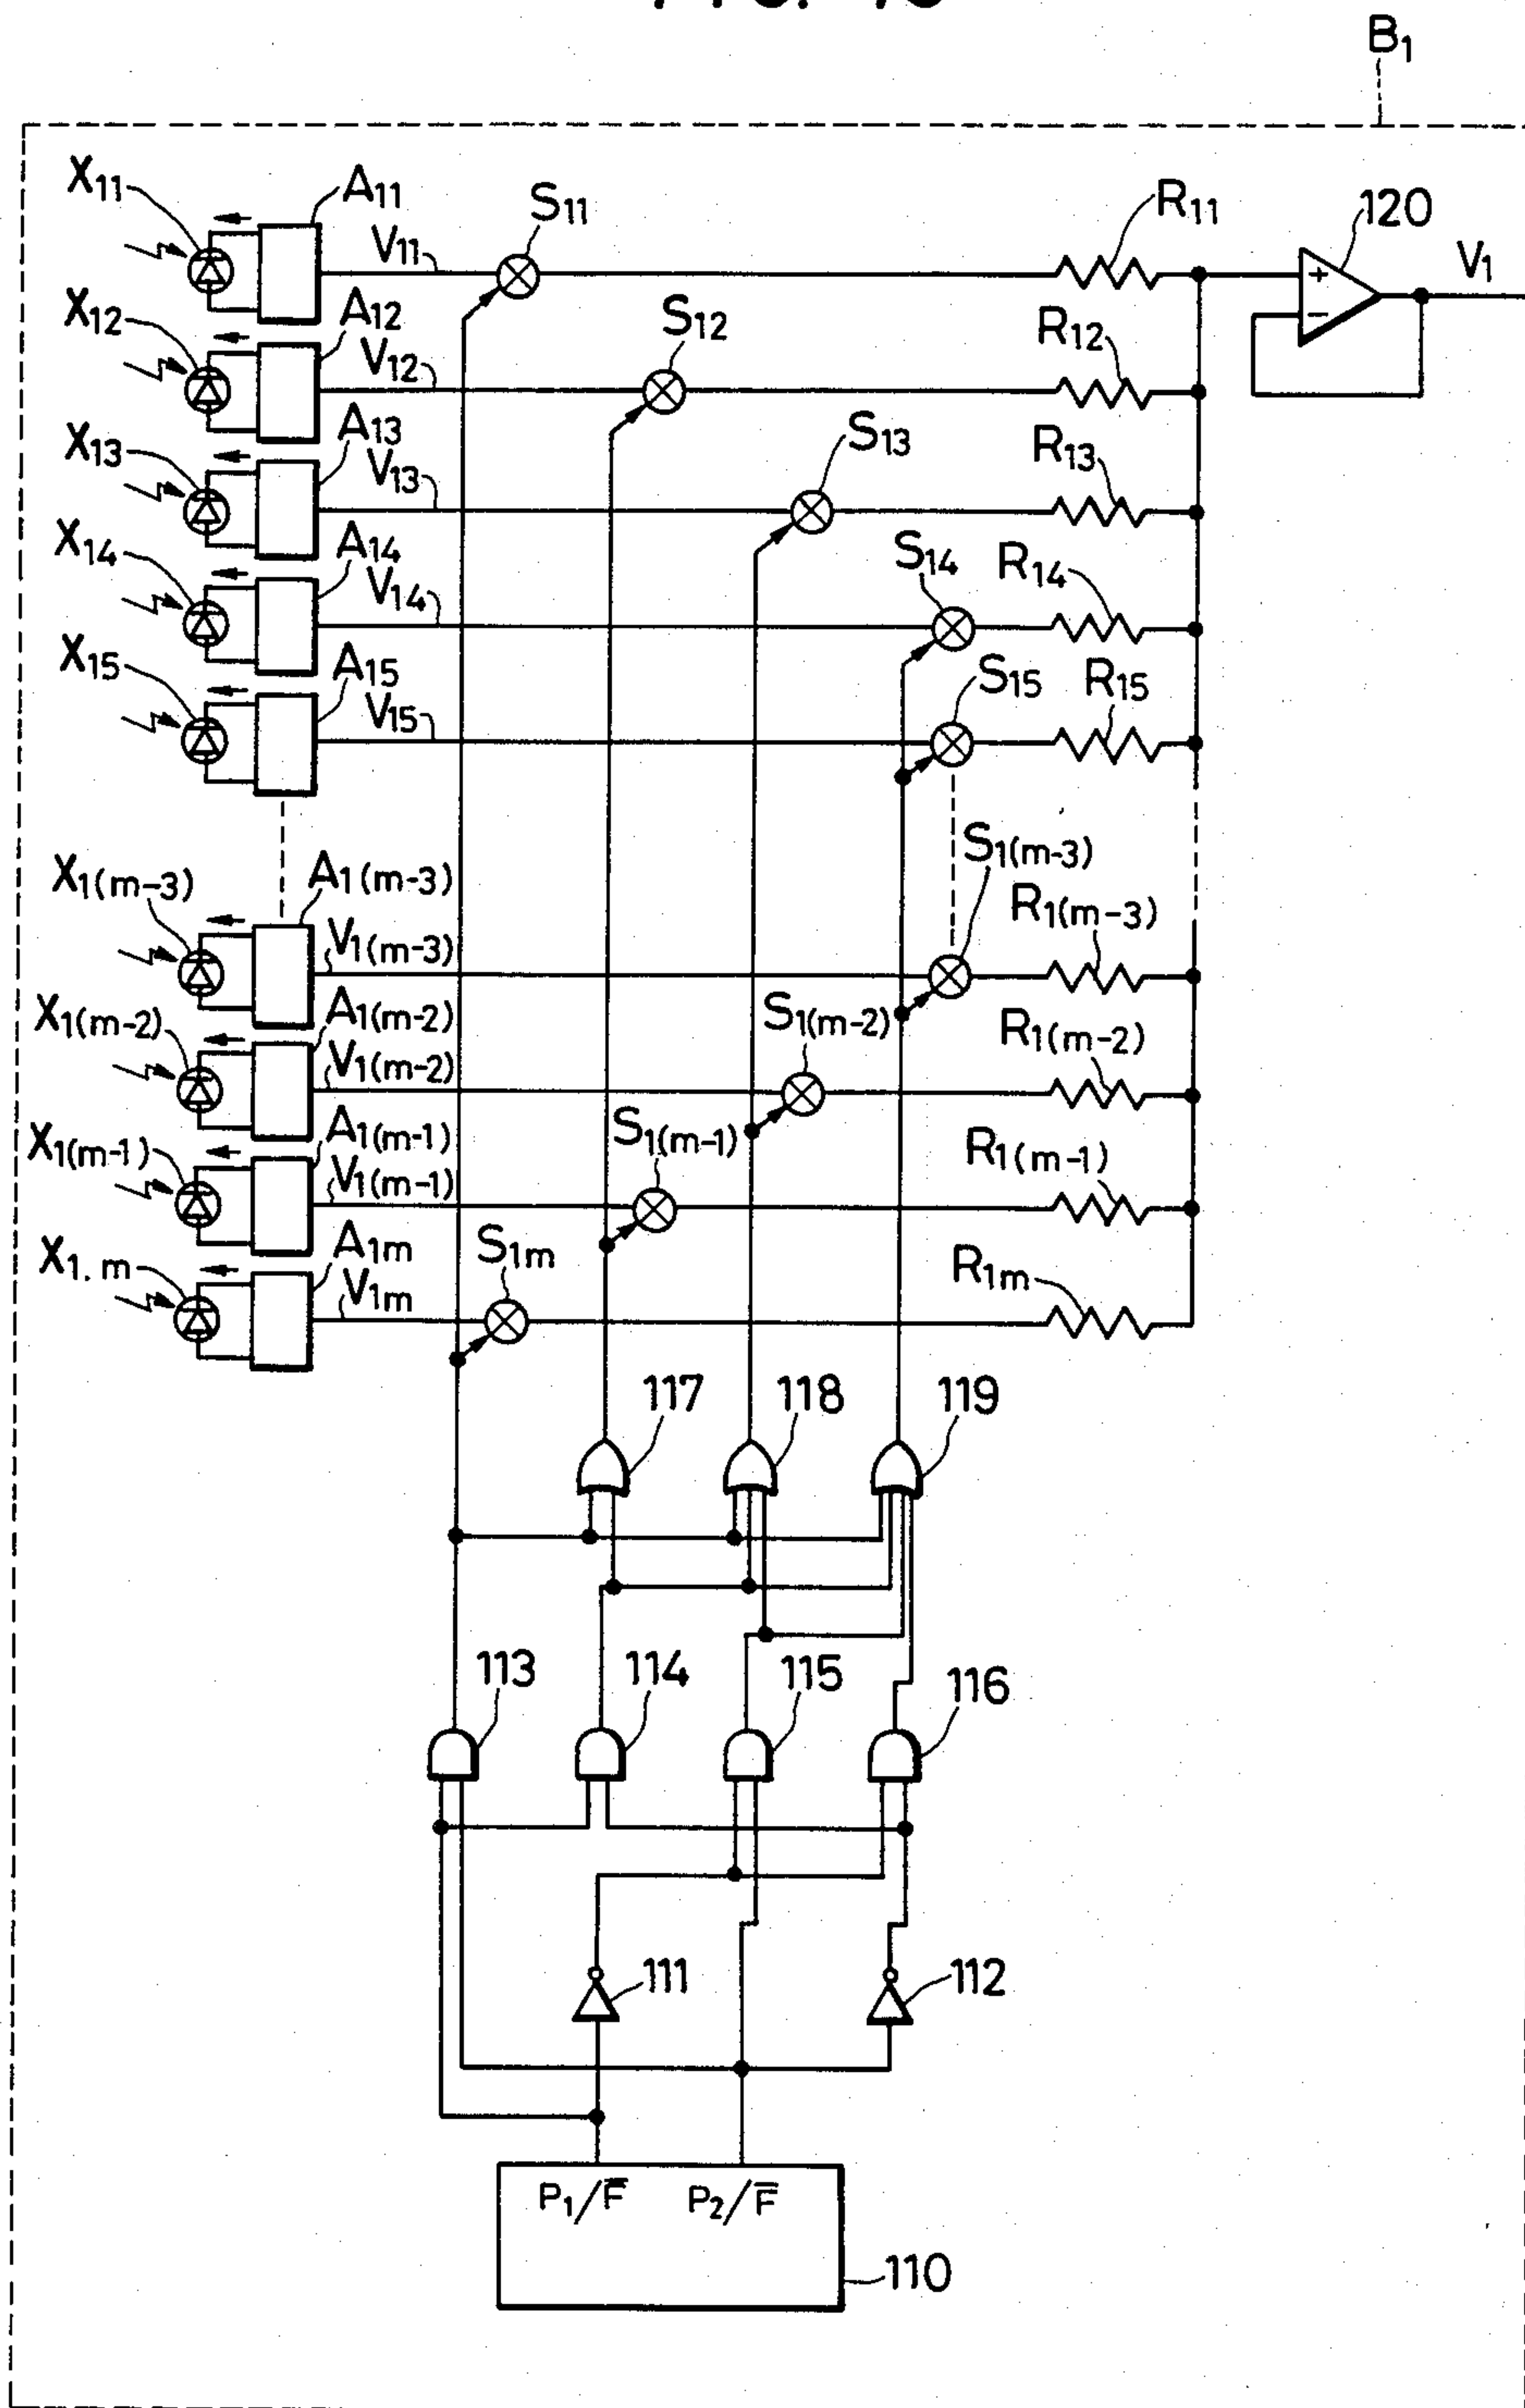 B1
X11
A11
V11
S11
R11
120
V1
X12
A12
V12
S12
R12
X13
A13
V13
S13
R13
X14
A14
V14
S14
R14
X15
A15
V15
S15
R15
X1(m-3)
A1(m-3)
V1(m-3)
S1(m-3)
R1(m-3)
X1(m-2)
A1(m-2)
V1(m-2)
S1(m-2)
R1(m-2)
X1(m-1)
A1(m-1)
V1(m-1)
S1(m-1)
R1(m-1)
X1.m
A1m
V1m
S1m
R1m
117
118
119
113
114
115
116
111
112
P1/F̅
P2/F̅
110